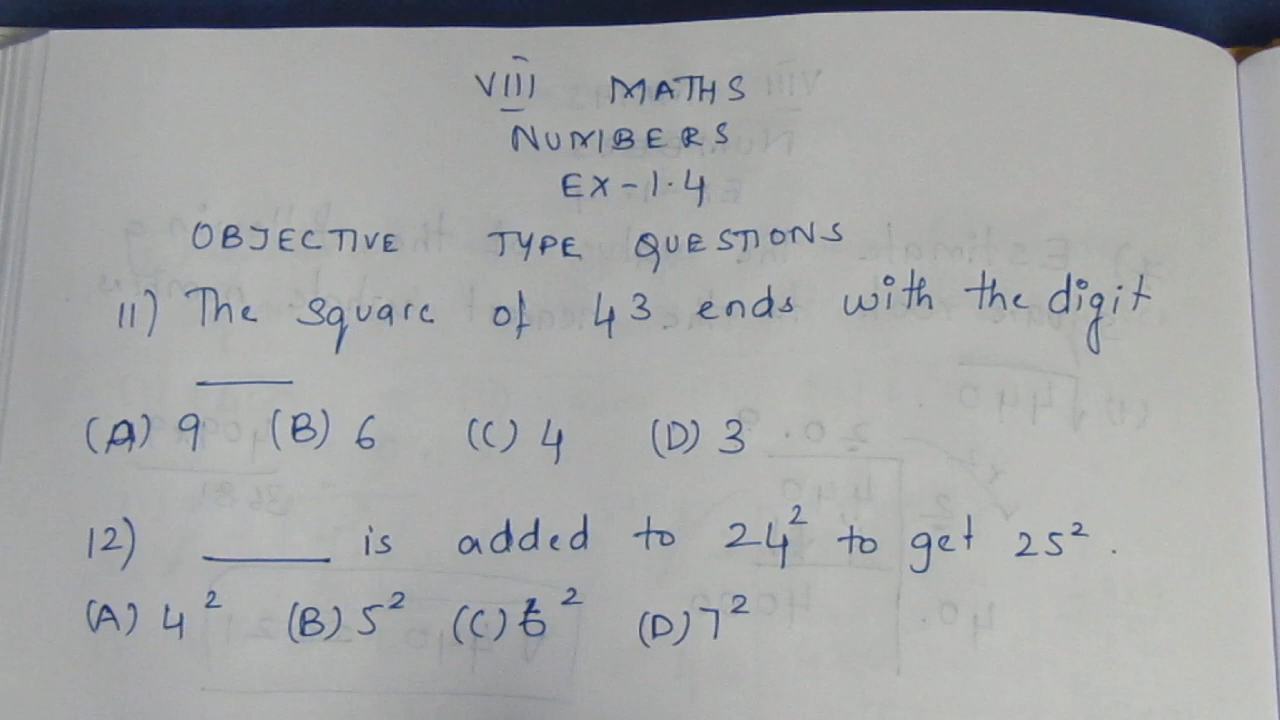 VIII MATHS
NUMBERS
EX-1.4
OBJECTIVE TYPE QUESTIONS
11) The square of 43 ends with the digit
____
(A) 9 (B) 6 (C) 4 (D) 3
12) ____ is added to 24² to get 25².
(A) 4² (B) 5² (C) 6² (D) 7²